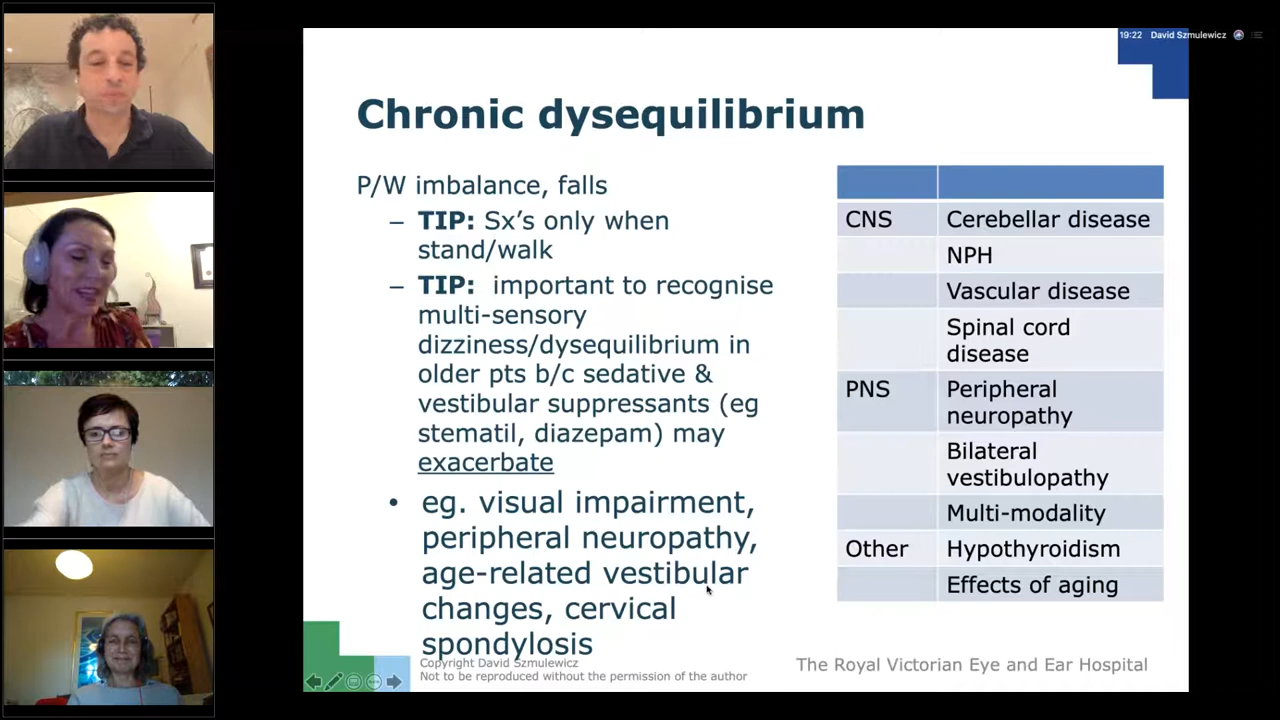 19:22 David Szmulewicz
Chronic dysequilibrium
P/W imbalance, falls
– TIP: Sx’s only when
stand/walk
– TIP: important to recognise
multi-sensory
dizziness/dysequilibrium in
older pts b/c sedative &
vestibular suppressants (eg
stematil, diazepam) may
exacerbate
• eg. visual impairment,
peripheral neuropathy,
age-related vestibular
changes, cervical
spondylosis
CNS Cerebellar disease
NPH
Vascular disease
Spinal cord
disease
PNS Peripheral
neuropathy
Bilateral
vestibulopathy
Multi-modality
Other Hypothyroidism
Effects of aging
Copyright David Szmulewicz
Not to be reproduced without the permission of the author
The Royal Victorian Eye and Ear Hospital